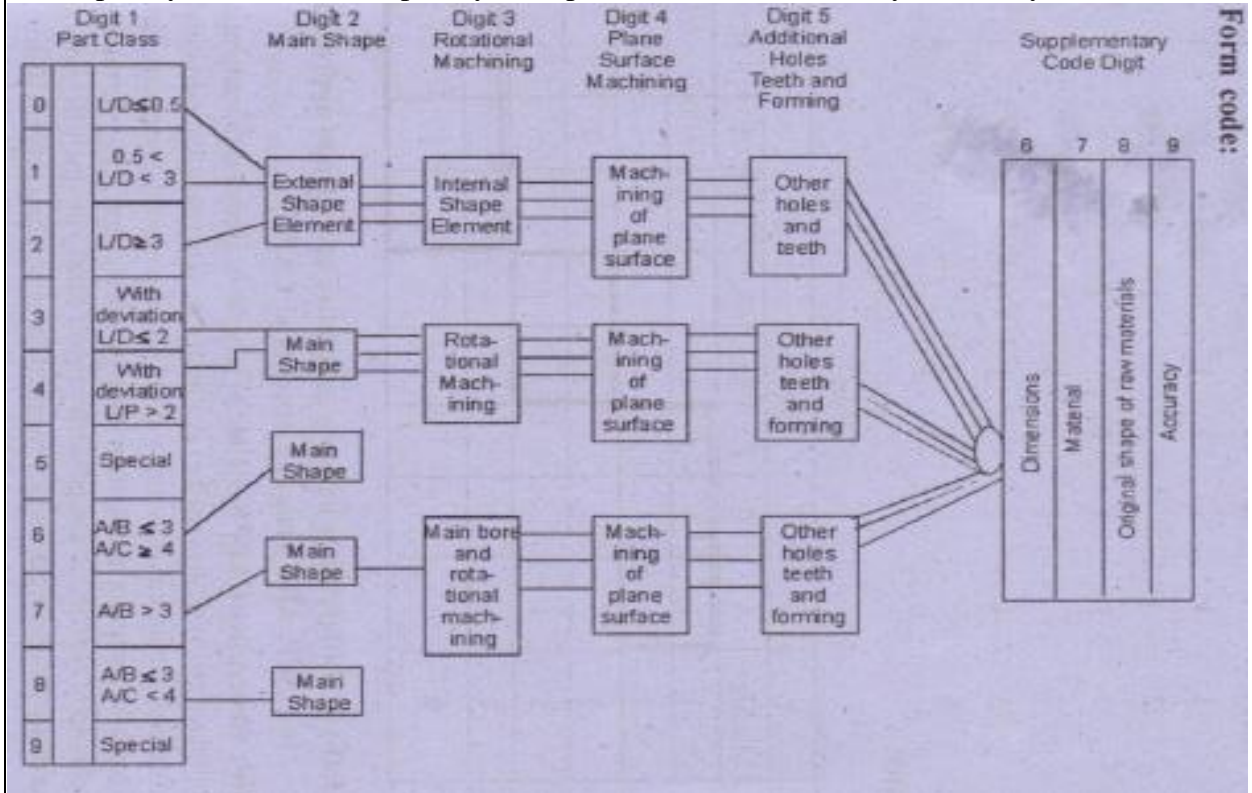 Digit 1
Part Class
Digit 2
Main Shape
Digit 3
Rotational
Machining
Digit 4
Plane
Surface
Machining
Digit 5
Additional
Holes
Teeth and
Forming
Supplementary
Code Digit
Form code:
0
L/D≤0.5
1
0.5 <
L/D < 3
2
L/D≥3
3
With
deviation
L/D≤ 2
4
With
deviation
L/P > 2
5
Special
6
A/B ≤ 3
A/C ≥ 4
7
A/B > 3
8
A/B ≤ 3
A/C < 4
9
Special
External
Shape
Element
Internal
Shape
Element
Mach-
ining
of
plane
surface
Other
holes
and
teeth
Main
Shape
Rota-
tional
Mach-
ining
Mach-
ining
of
plane
surface
Other
holes
teeth
and
forming
Main
Shape
Main
Shape
Main bore
and
rota-
tional
mach-
ining
Mach-
ining
of
plane
surface
Other
holes
teeth
and
forming
Main
Shape
6 7 8 9
Dimensions
Material
Original shape of raw materials
Accuracy